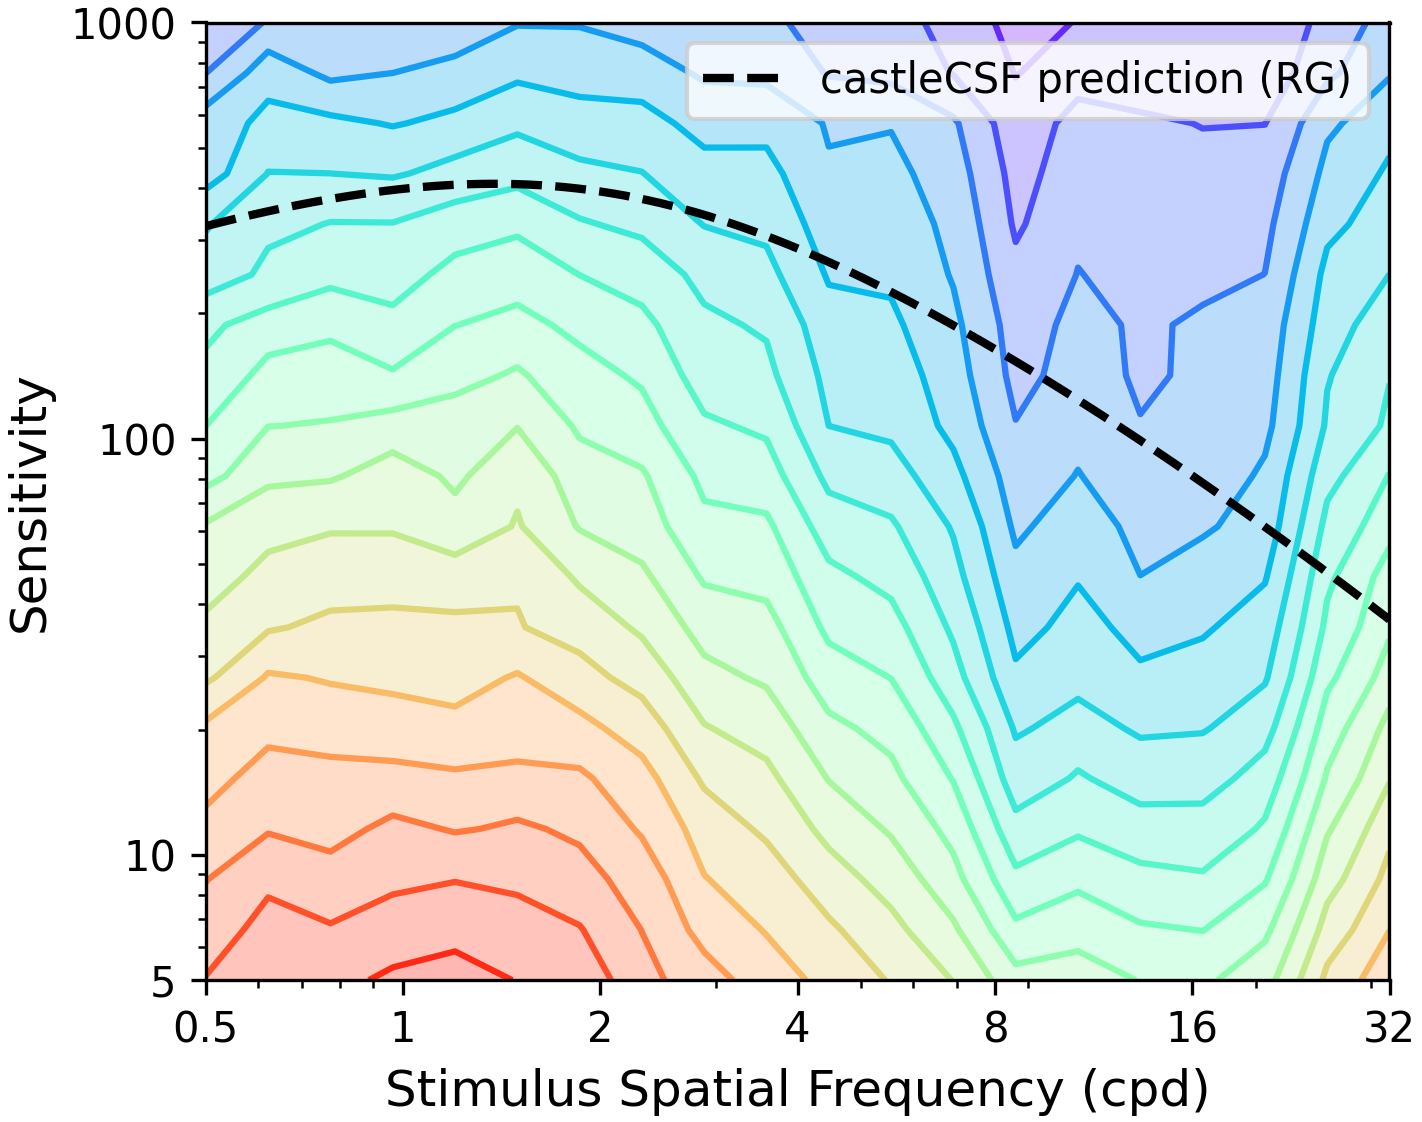 1000
castleCSF prediction (RG)
Sensitivity
100
10
5
0.5 1 2 4 8 16 32
Stimulus Spatial Frequency (cpd)